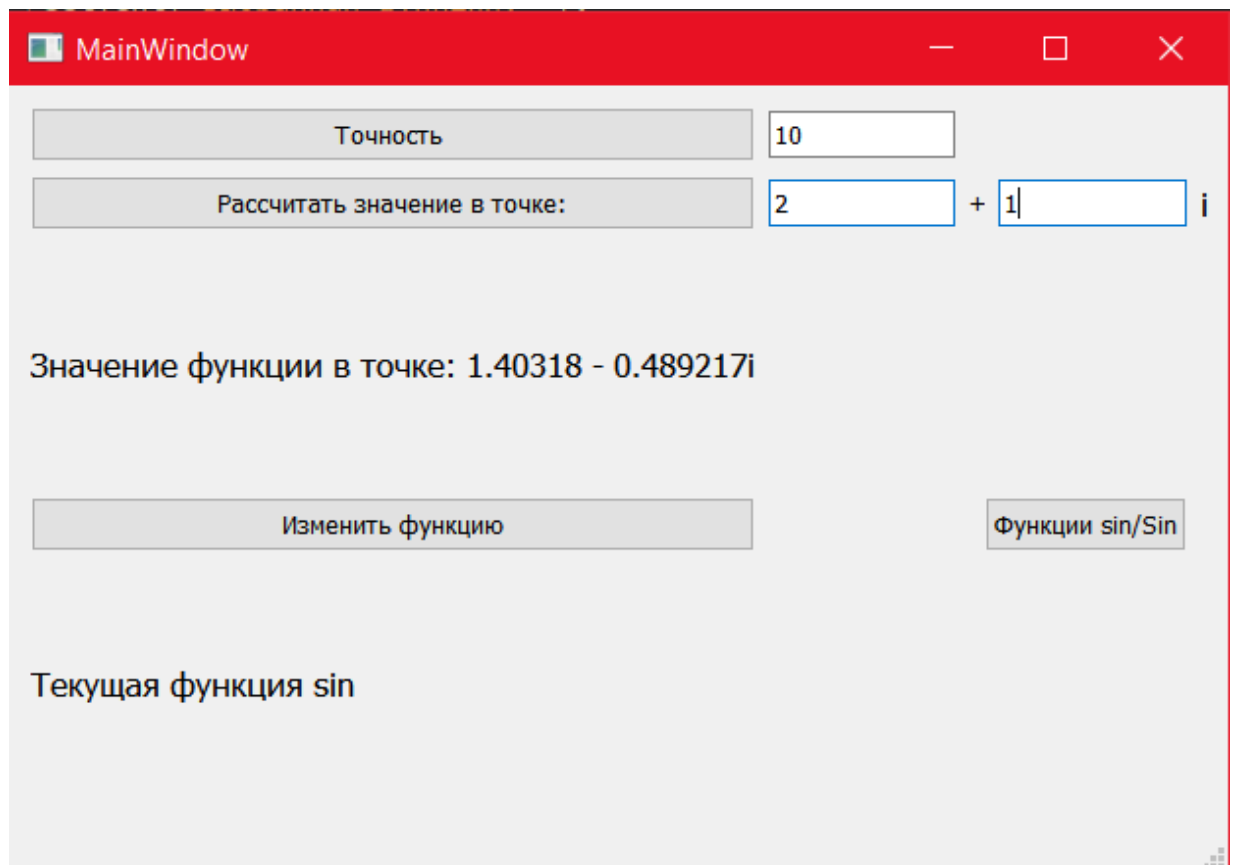 MainWindow
Точность 10
Рассчитать значение в точке: 2 + 1 i
Значение функции в точке: 1.40318 - 0.489217i
Изменить функцию Функции sin/Sin
Текущая функция sin